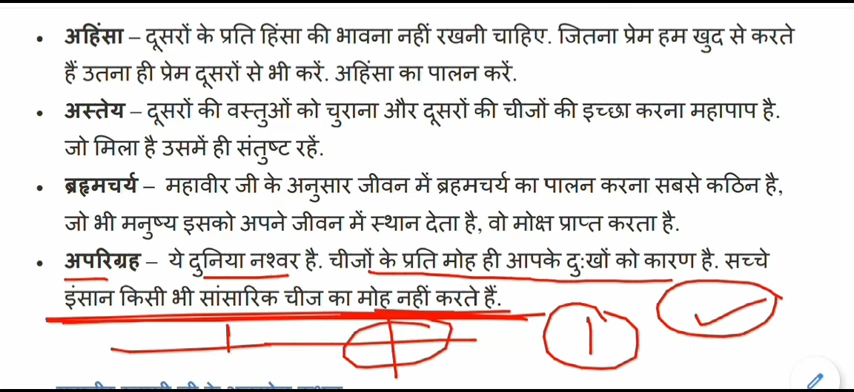 • अहिंसा – दूसरों के प्रति हिंसा की भावना नहीं रखनी चाहिए. जितना प्रेम हम खुद से करते
हैं उतना ही प्रेम दूसरों से भी करें. अहिंसा का पालन करें.
• अस्तेय – दूसरों की वस्तुओं को चुराना और दूसरों की चीजों की इच्छा करना महापाप है.
जो मिला है उसमें ही संतुष्ट रहें.
• ब्रह्मचर्य – महावीर जी के अनुसार जीवन में ब्रहमचर्य का पालन करना सबसे कठिन है,
जो भी मनुष्य इसको अपने जीवन में स्थान देता है, वो मोक्ष प्राप्त करता है.
• अपरिग्रह – ये दुनिया नश्वर है. चीजों के प्रति मोह ही आपके दुःखों को कारण है. सच्चे
इंसान किसी भी सांसारिक चीज का मोह नहीं करते हैं.